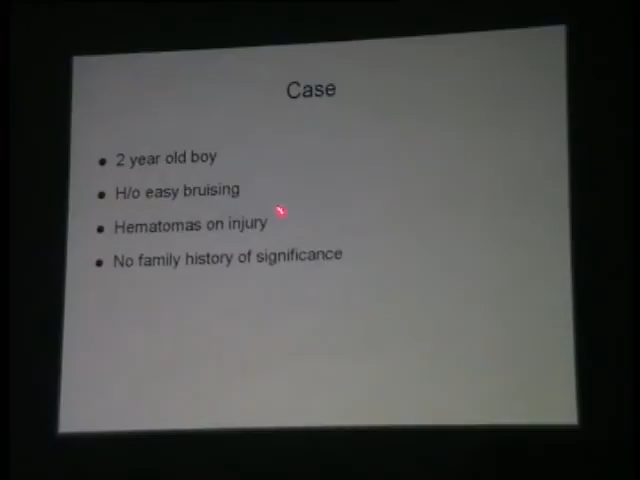 Case
● 2 year old boy
● H/o easy bruising
● Hematomas on injury
● No family history of significance